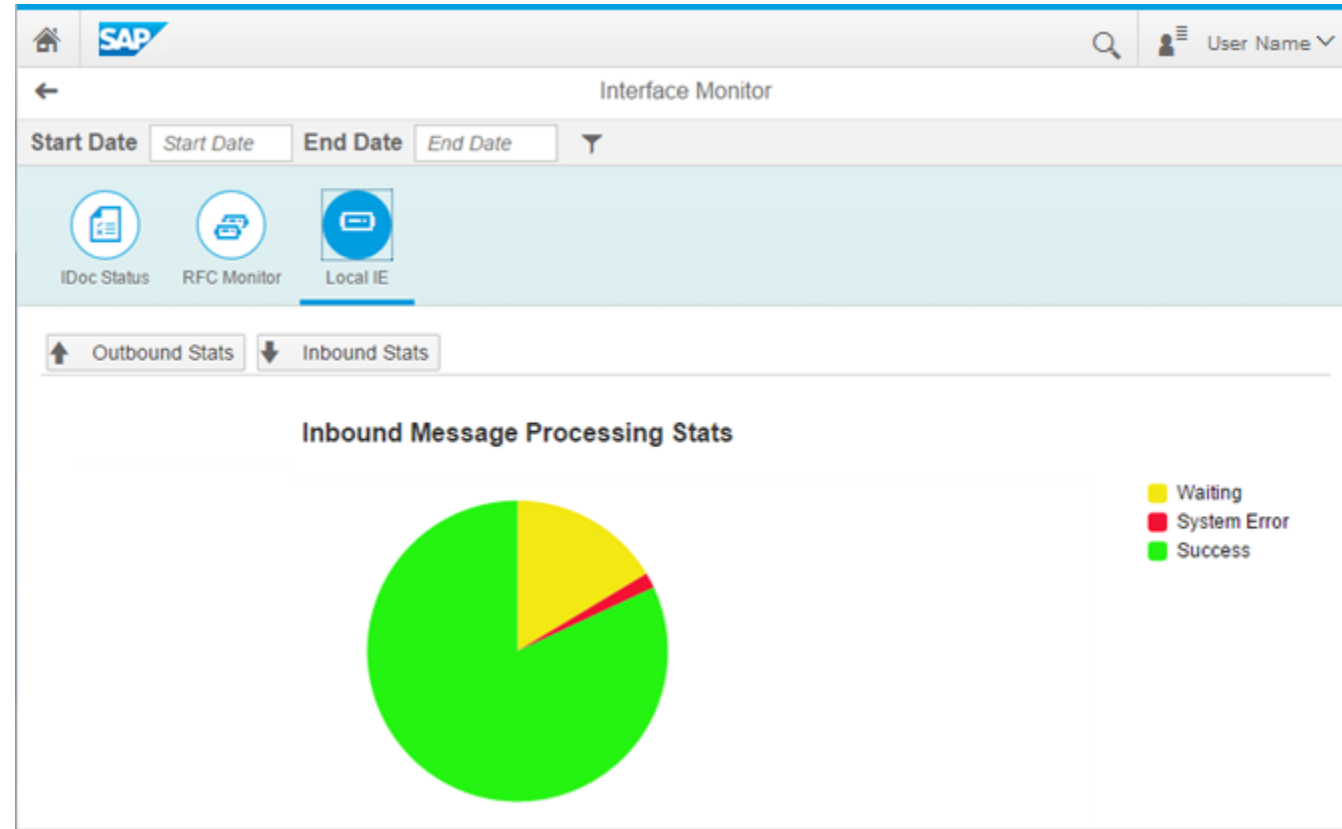 SAP
User Name
Interface Monitor
Start Date Start Date End Date End Date
IDoc Status RFC Monitor Local IE
Outbound Stats Inbound Stats
Inbound Message Processing Stats
Waiting
System Error
Success